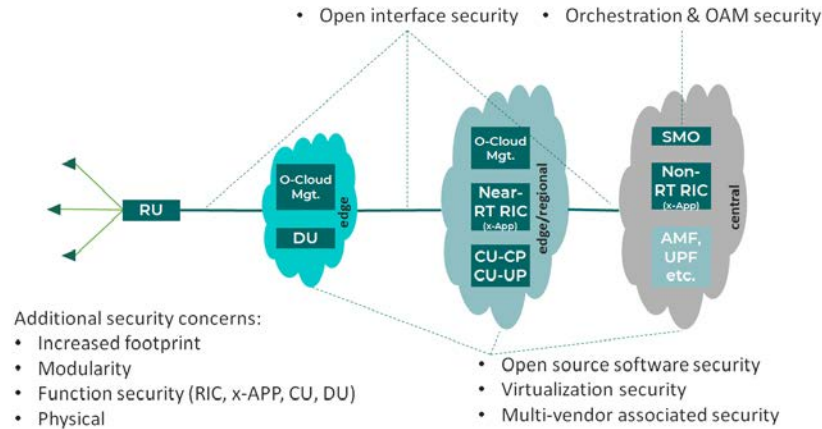 • Open interface security
• Orchestration & OAM security
RU
O-Cloud
Mgt.
DU
edge
O-Cloud
Mgt.
Near-
RT RIC
(x-App)
CU-CP
CU-UP
edge/regional
SMO
Non-
RT RIC
(x-App)
AMF,
UPF
etc.
central
Additional security concerns:
• Increased footprint
• Modularity
• Function security (RIC, x-APP, CU, DU)
• Physical
• Open source software security
• Virtualization security
• Multi-vendor associated security